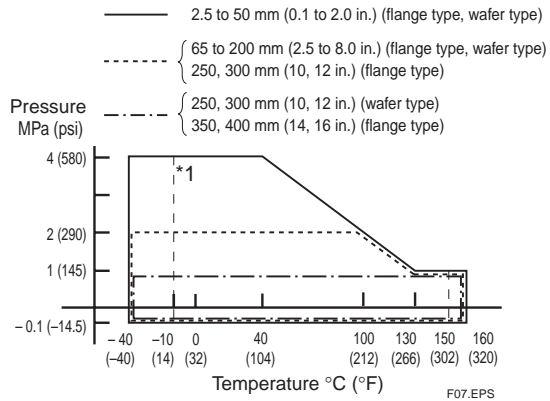 2.5 to 50 mm (0.1 to 2.0 in.) (flange type, wafer type)
65 to 200 mm (2.5 to 8.0 in.) (flange type, wafer type)
250, 300 mm (10, 12 in.) (flange type)
250, 300 mm (10, 12 in.) (wafer type)
350, 400 mm (14, 16 in.) (flange type)
Pressure
MPa (psi)
4 (580)
*1
2 (290)
1 (145)
– 0.1 (–14.5)
– 40 –10 0 40 100 130 150 160
(–40) (14) (32) (104) (212) (266) (302) (320)
Temperature °C (°F)
F07.EPS